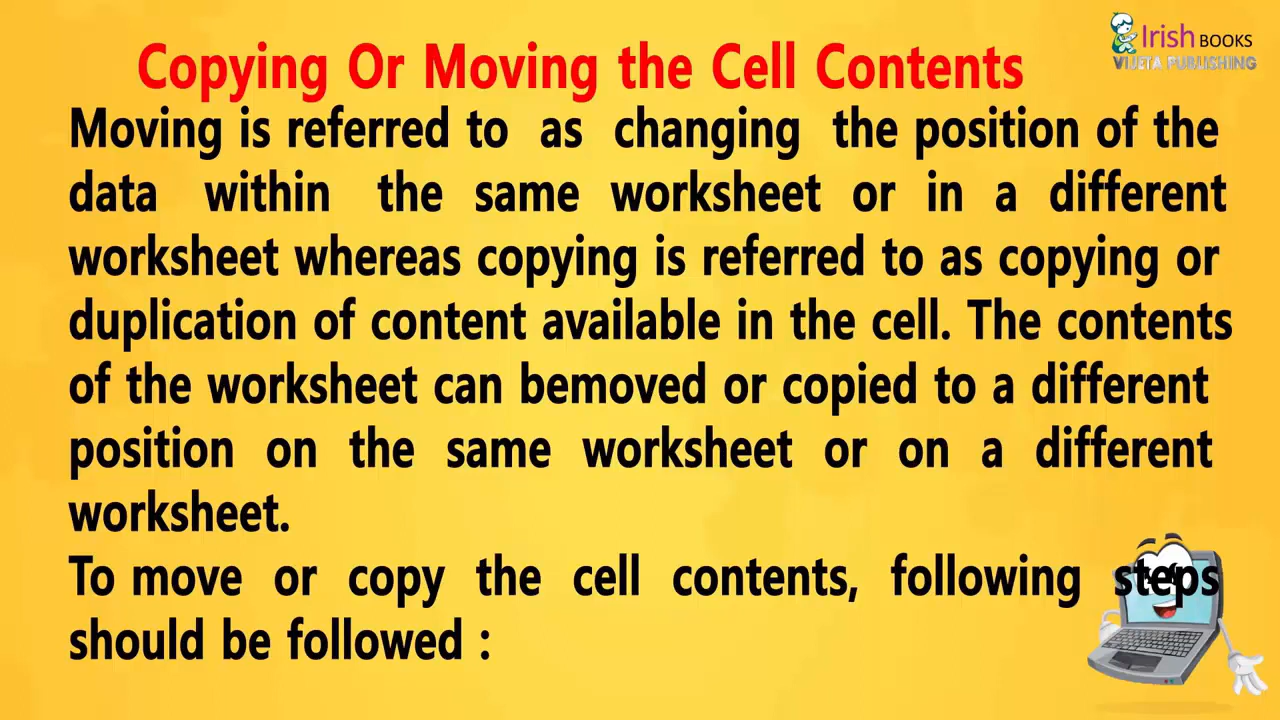 Irish BOOKS
VIJETA PUBLISHING
Copying Or Moving the Cell Contents
Moving is referred to as changing the position of the
data within the same worksheet or in a different
worksheet whereas copying is referred to as copying or
duplication of content available in the cell. The contents
of the worksheet can bemoved or copied to a different
position on the same worksheet or on a different
worksheet.
To move or copy the cell contents, following steps
should be followed :